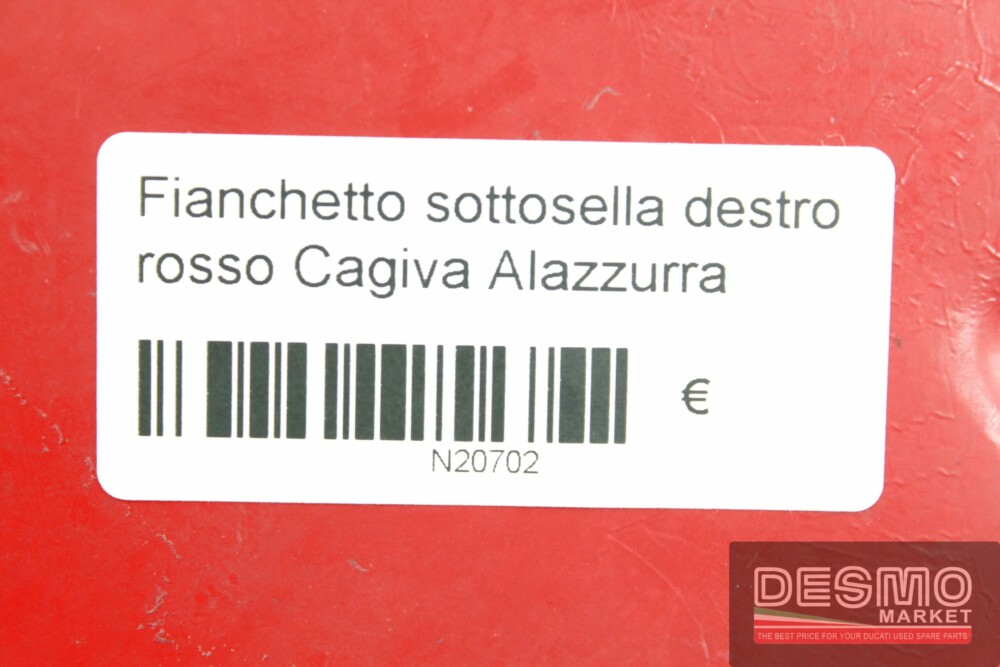 Fianchetto sottosella destro
rosso Cagiva Alazzurra
€
N20702
DESMO
MARKET
THE BEST PRICE FOR YOUR DUCATI USED SPARE PARTS